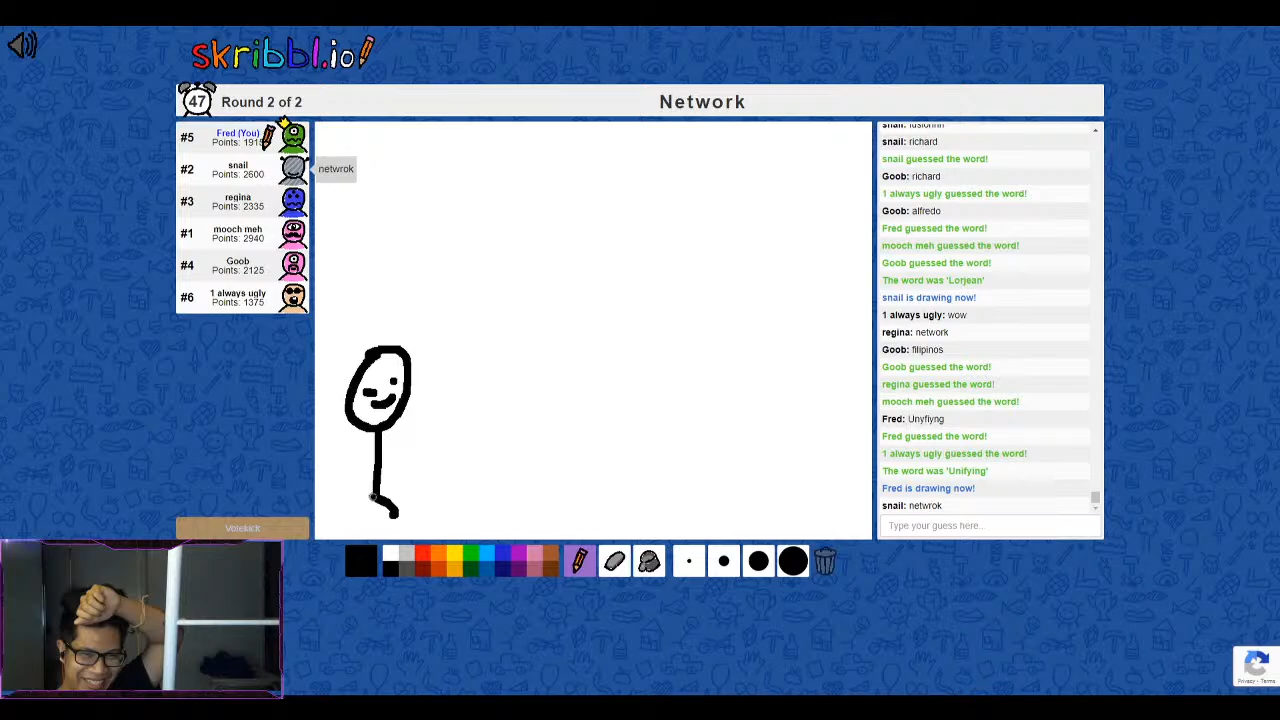 skribbl.io
47
Round 2 of 2
Network
#5
Fred (You)
Points: 1915
#2
snail
Points: 2600
netwrok
#3
regina
Points: 2335
#1
mooch meh
Points: 2940
#4
Goob
Points: 2125
#6
1 always ugly
Points: 1375
Votekick
snail: richard
snail guessed the word!
Goob: richard
1 always ugly guessed the word!
Goob: alfredo
Fred guessed the word!
mooch meh guessed the word!
Goob guessed the word!
The word was 'Lorjean'
snail is drawing now!
1 always ugly: wow
regina: network
Goob: filipinos
Goob guessed the word!
regina guessed the word!
mooch meh guessed the word!
Fred: Unyfiyng
Fred guessed the word!
1 always ugly guessed the word!
The word was 'Unifying'
Fred is drawing now!
snail: netwrok
Type your guess here...
Privacy - Terms